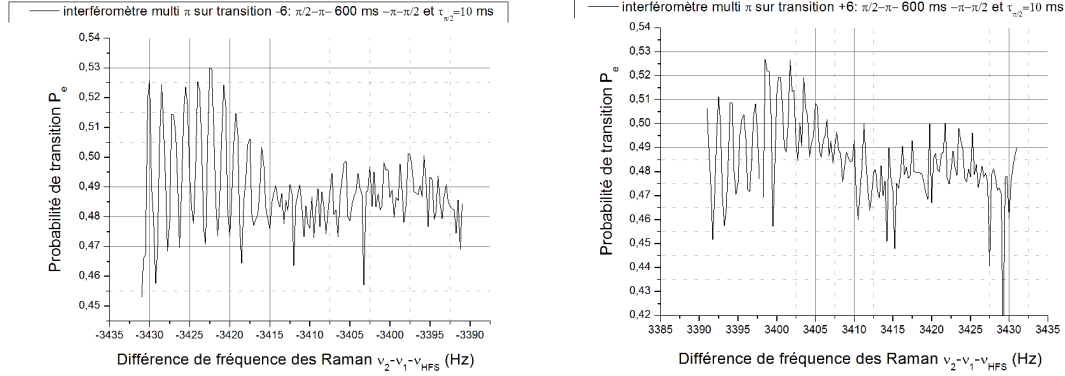 interféromètre multi π sur transition -6: π/2-π- 600 ms -π-π/2 et τπ/2=10 ms
Probabilité de transition Pe
0,54
0,53
0,52
0,51
0,50
0,49
0,48
0,47
0,46
0,45
-3435 -3430 -3425 -3420 -3415 -3410 -3405 -3400 -3395 -3390
Différence de fréquence des Raman ν2-ν1-νHFS (Hz)
interféromètre multi π sur transition +6: π/2-π- 600 ms -π-π/2 et τπ/2=10 ms
Probabilité de transition Pe
0,54
0,53
0,52
0,51
0,50
0,49
0,48
0,47
0,46
0,45
0,44
0,43
0,42
3385 3390 3395 3400 3405 3410 3415 3420 3425 3430 3435
Différence de fréquence des Raman ν2-ν1-νHFS (Hz)